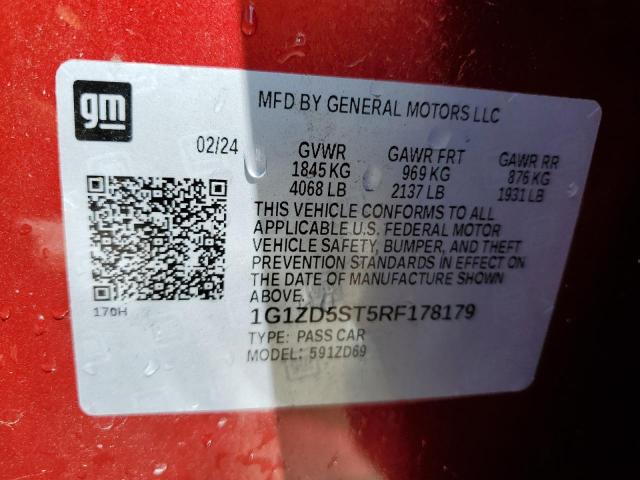 gm
MFD BY GENERAL MOTORS LLC
02/24 GVWR GAWR FRT GAWR RR
1845 KG 969 KG 876 KG
4068 LB 2137 LB 1931 LB
THIS VEHICLE CONFORMS TO ALL
APPLICABLE U.S. FEDERAL MOTOR
VEHICLE SAFETY, BUMPER, AND THEFT
PREVENTION STANDARDS IN EFFECT ON
THE DATE OF MANUFACTURE SHOWN
ABOVE.
170H
1G1ZD5ST5RF178179
TYPE: PASS CAR
MODEL: 591ZD69